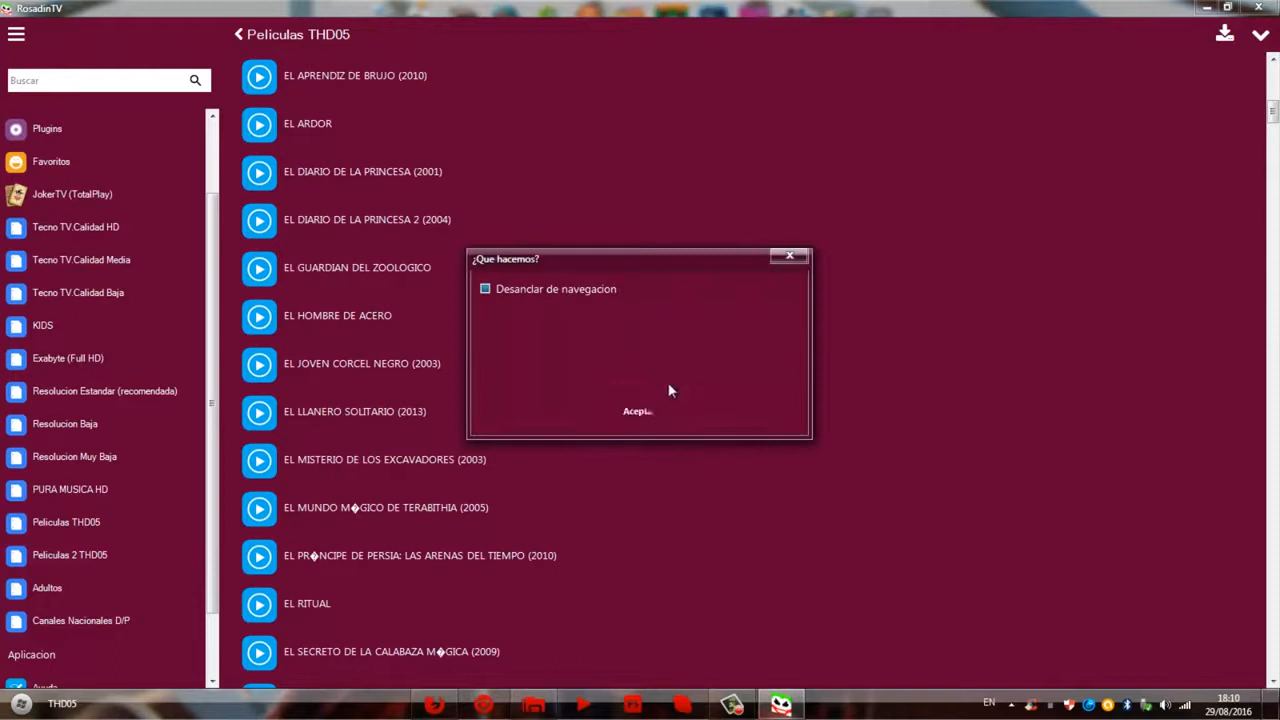 RosadinTV
Peliculas THD05
Buscar
Plugins
Favoritos
JokerTV (TotalPlay)
Tecno TV.Calidad HD
Tecno TV.Calidad Media
Tecno TV.Calidad Baja
KIDS
Exabyte (Full HD)
Resolucion Estandar (recomendada)
Resolucion Baja
Resolucion Muy Baja
PURA MUSICA HD
Peliculas THD05
Peliculas 2 THD05
Adultos
Canales Nacionales D/P
Aplicacion
EL APRENDIZ DE BRUJO (2010)
EL ARDOR
EL DIARIO DE LA PRINCESA (2001)
EL DIARIO DE LA PRINCESA 2 (2004)
EL GUARDIAN DEL ZOOLOGICO
EL HOMBRE DE ACERO
EL JOVEN CORCEL NEGRO (2003)
EL LLANERO SOLITARIO (2013)
EL MISTERIO DE LOS EXCAVADORES (2003)
EL MUNDO M�GICO DE TERABITHIA (2005)
EL PR�NCIPE DE PERSIA: LAS ARENAS DEL TIEMPO (2010)
EL RITUAL
EL SECRETO DE LA CALABAZA M�GICA (2009)
¿Que hacemos?
Desanclar de navegacion
THD05
EN
18:10
29/08/2016